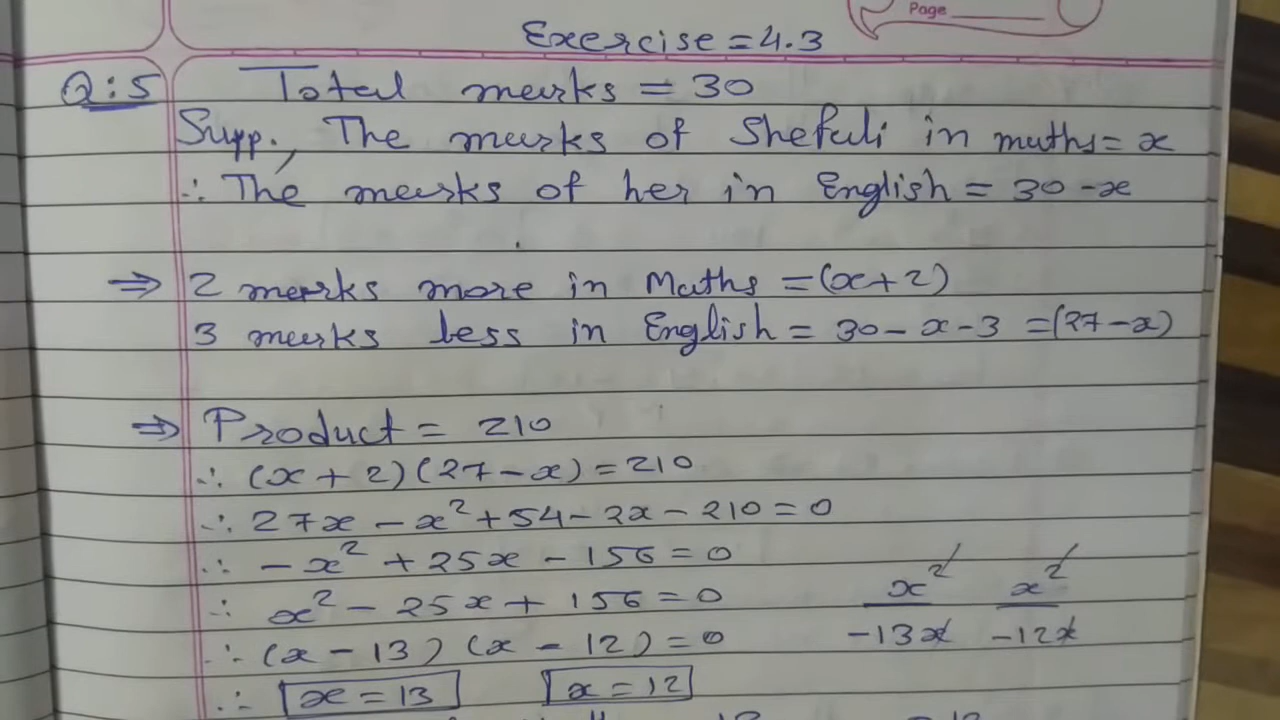 Page
Exercise = 4.3
Q:5 Total marks = 30
Supp., The marks of Shefali in maths = x
∴ The marks of her in English = 30 - x
⇒ 2 marks more in Maths = (x + 2)
3 marks less in English = 30 - x - 3 = (27 - x)
⇒ Product = 210
∴ (x + 2) (27 - x) = 210
∴ 27x - x² + 54 - 2x - 210 = 0
∴ - x² + 25x - 156 = 0
∴ x² - 25x + 156 = 0
x² x²
-13x -12x
∴ (x - 13) (x - 12) = 0
∴ x = 13 x = 12